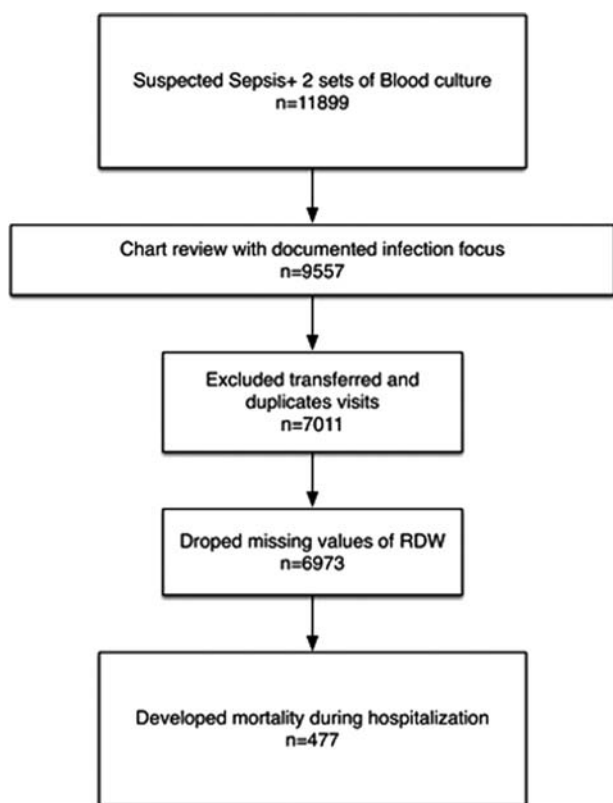 Suspected Sepsis+ 2 sets of Blood culture
n=11899
Chart review with documented infection focus
n=9557
Excluded transferred and
duplicates visits
n=7011
Droped missing values of RDW
n=6973
Developed mortality during hospitalization
n=477